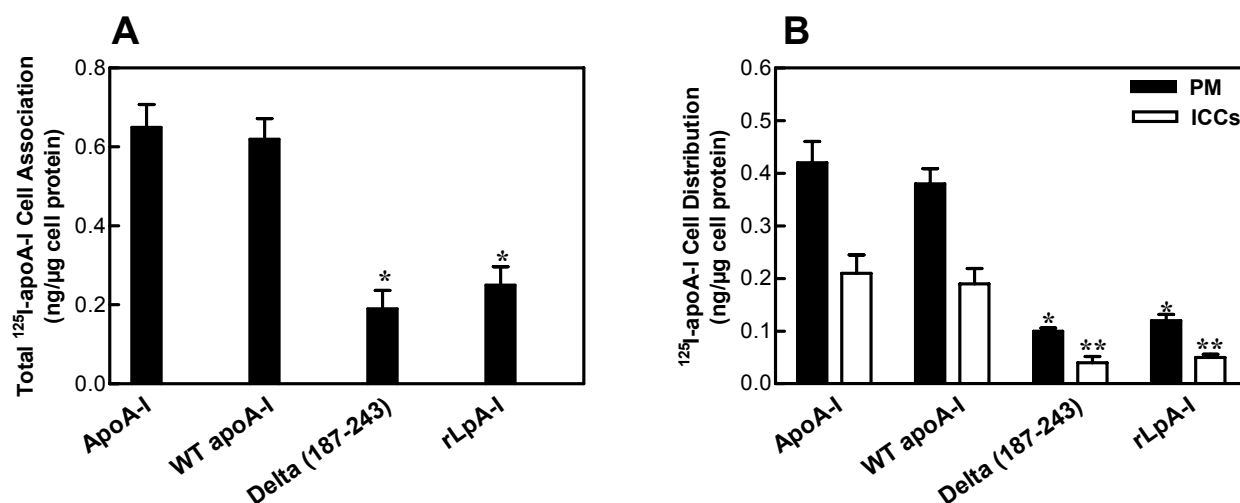 A
Total ¹²⁵I-apoA-I Cell Association
(ng/µg cell protein)
0.8
0.6
0.4
0.2
0.0
*
*
ApoA-I
WT apoA-I
Delta (187-243)
rLpA-I
B
¹²⁵I-apoA-I Cell Distribution
(ng/µg cell protein)
0.6
0.5
0.4
0.3
0.2
0.1
0.0
PM
ICCs
*
**
*
**
ApoA-I
WT apoA-I
Delta (187-243)
rLpA-I